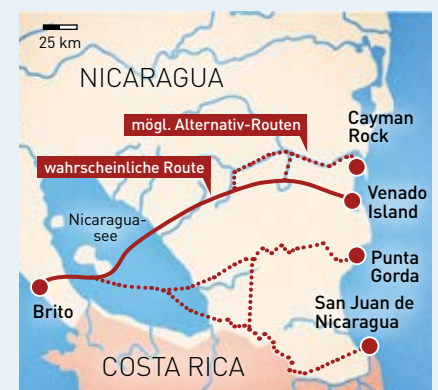 25 km
NICARAGUA
mögl. Alternativ-Routen
Cayman
Rock
wahrscheinliche Route
Venado
Island
Nicaragua-
see
Punta
Gorda
San Juan de
Nicaragua
Brito
COSTA RICA